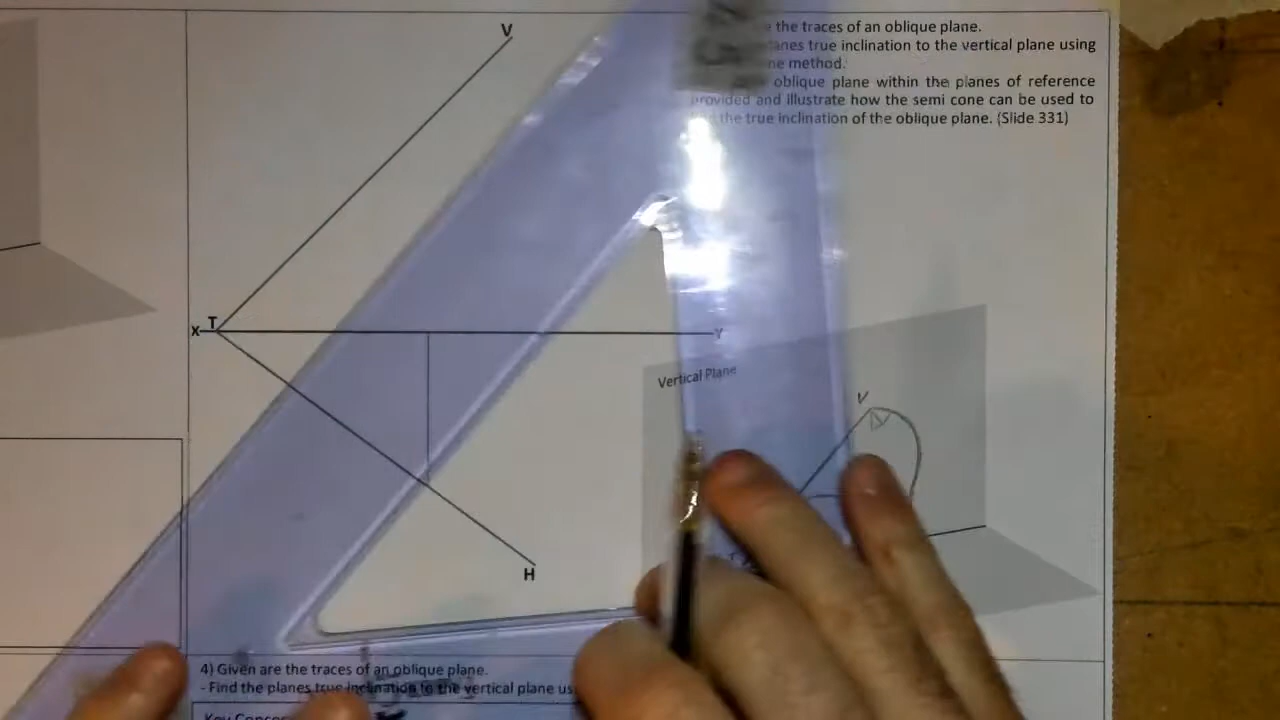 V
the traces of an oblique plane.
true inclination to the vertical plane using
method.
oblique plane within the planes of reference
provided and illustrate how the semi cone can be used to
the true inclination of the oblique plane. (Slide 331)
X T Y
Vertical Plane
V
H
4) Given are the traces of an oblique plane.
- Find the planes true inclination to the vertical plane
Key